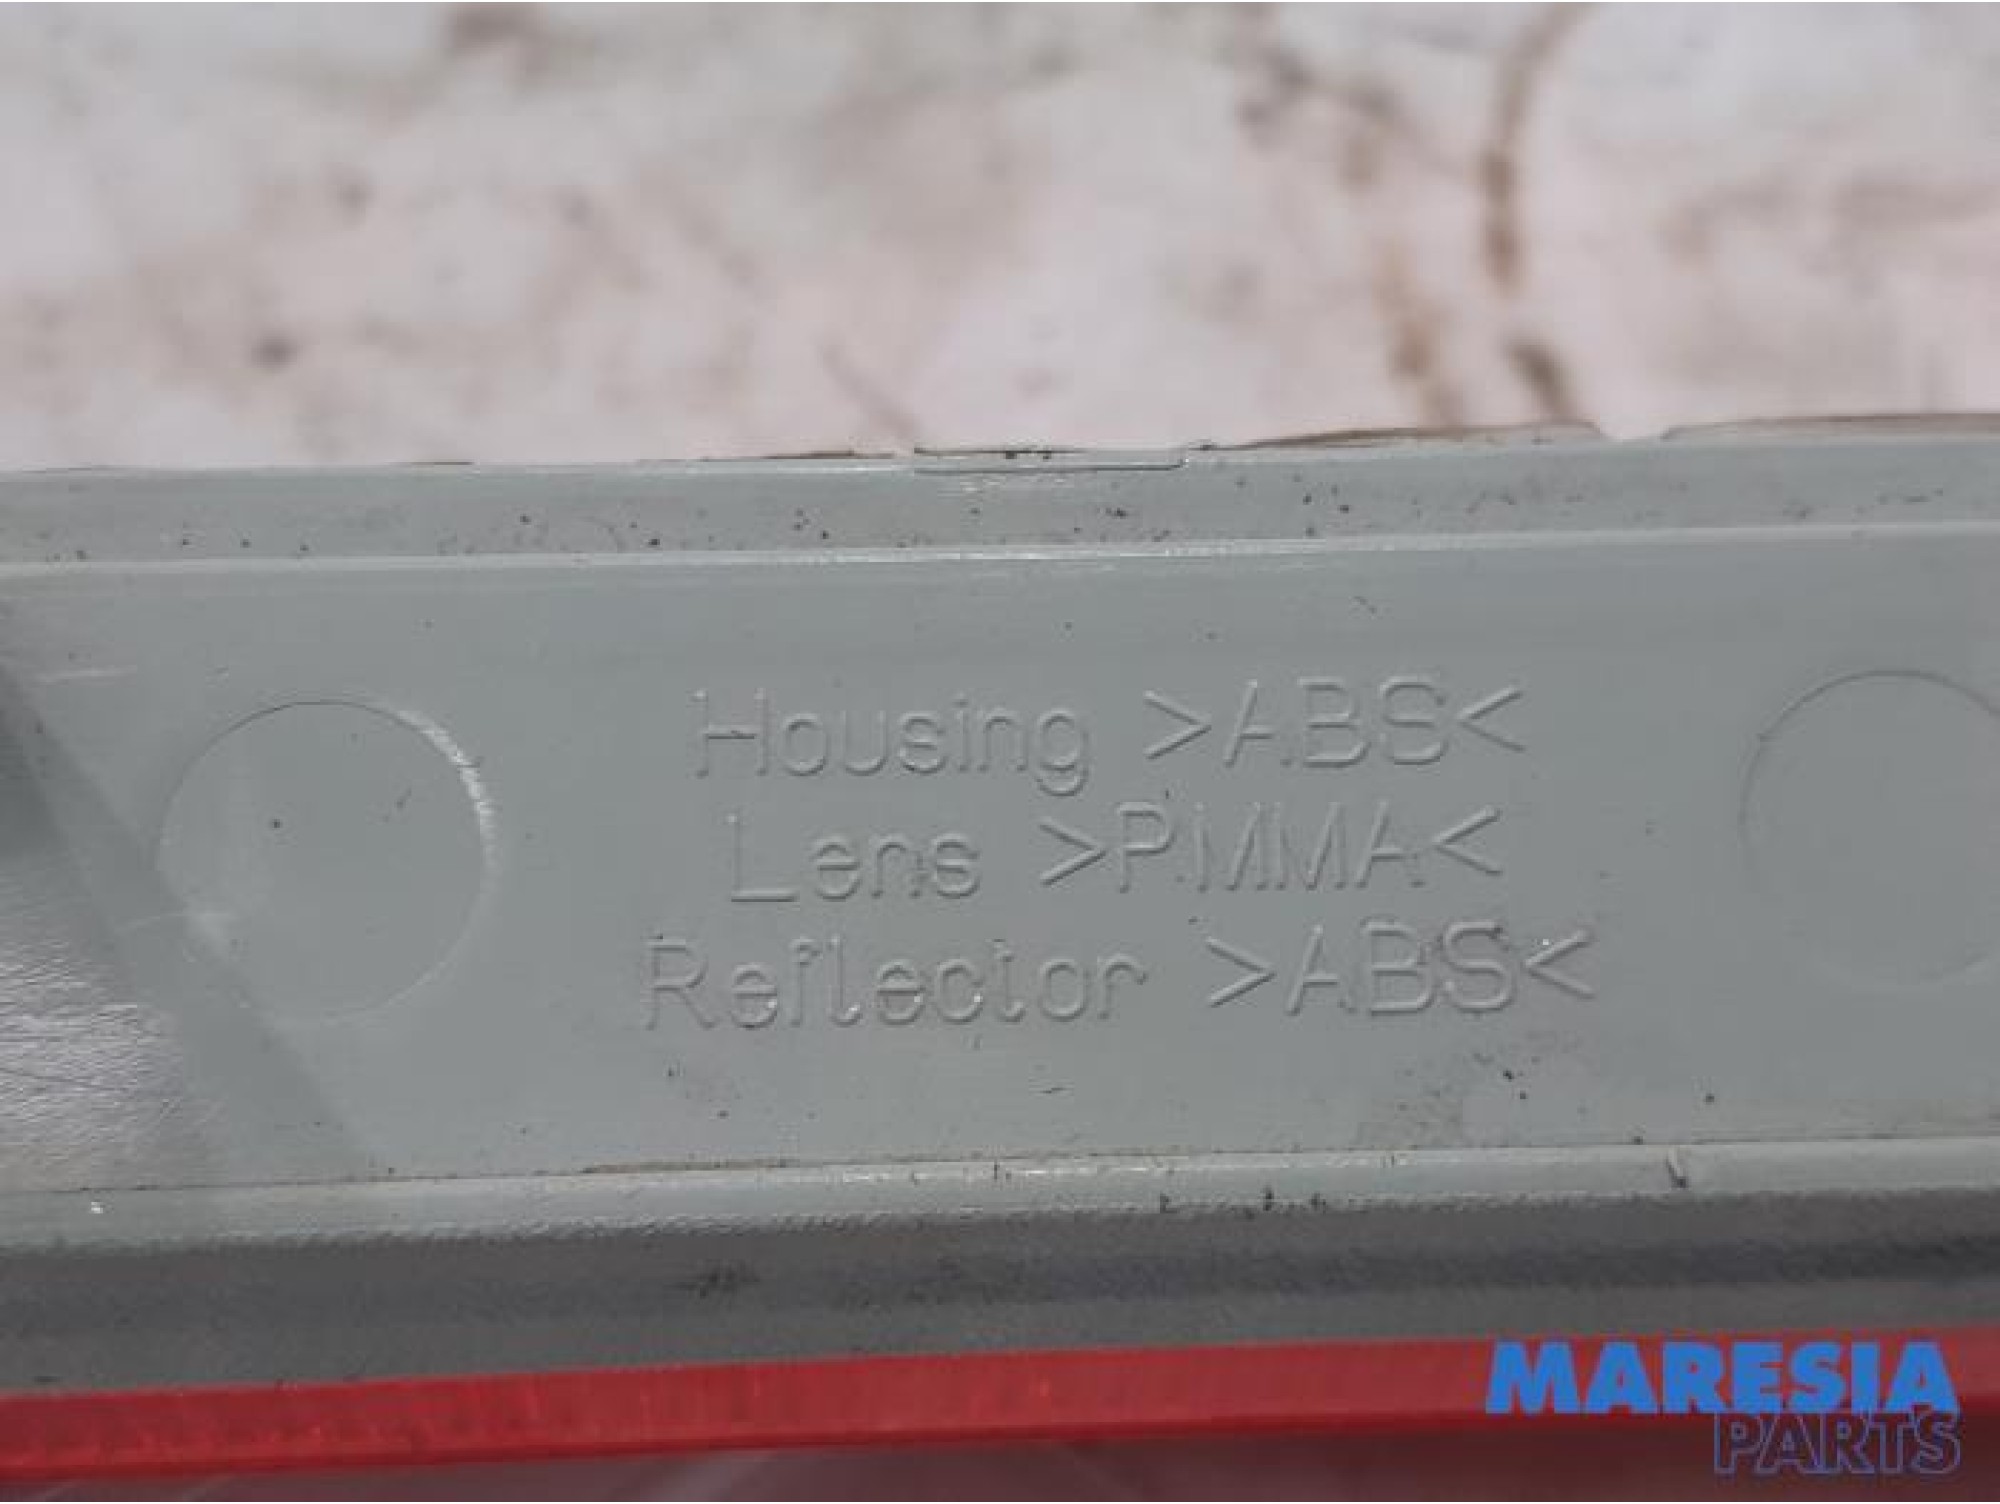 Housing >ABS<
Lens >PMMA<
Reflector >ABS<
MARESIA
PARTS